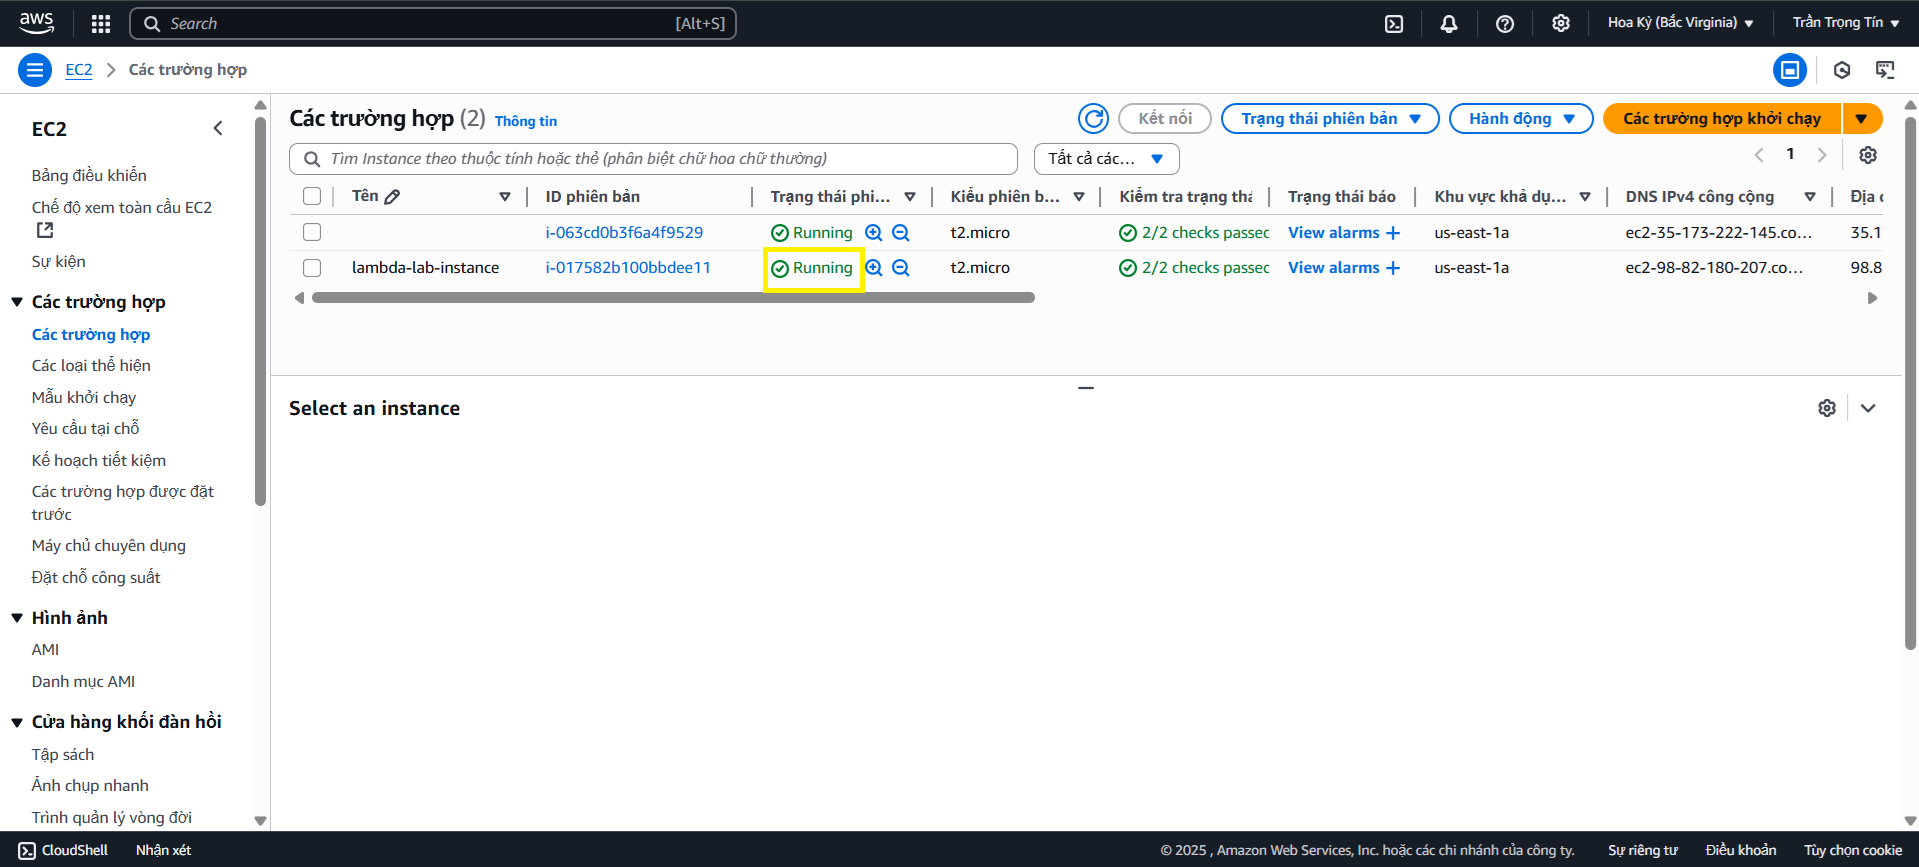 aws
Search [Alt+S]
Hoa Kỳ (Bắc Virginia)
Trần Trọng Tín
EC2 Các trường hợp
EC2
Bảng điều khiển
Chế độ xem toàn cầu EC2
Sự kiện
Các trường hợp
Các trường hợp
Các loại thể hiện
Mẫu khởi chạy
Yêu cầu tại chỗ
Kế hoạch tiết kiệm
Các trường hợp được đặt
trước
Máy chủ chuyên dụng
Đặt chỗ công suất
Hình ảnh
AMI
Danh mục AMI
Cửa hàng khối đàn hồi
Tập sách
Ảnh chụp nhanh
Trình quản lý vòng đời
Các trường hợp (2) Thông tin
Kết nối
Trạng thái phiên bản
Hành động
Các trường hợp khởi chạy
Tìm Instance theo thuộc tính hoặc thẻ (phân biệt chữ hoa chữ thường)
Tất cả các...
1
Tên ID phiên bản Trạng thái phi... Kiểu phiên b... Kiểm tra trạng thá Trạng thái báo Khu vực khả dụ... DNS IPv4 công cộng Địa c
i-063cd0b3f6a4f9529 Running t2.micro 2/2 checks passec View alarms + us-east-1a ec2-35-173-222-145.co... 35.1
lambda-lab-instance i-017582b100bbdee11 Running t2.micro 2/2 checks passec View alarms + us-east-1a ec2-98-82-180-207.co... 98.8
Select an instance
CloudShell Nhận xét © 2025 , Amazon Web Services, Inc. hoặc các chi nhánh của công ty. Sự riêng tư Điều khoản Tùy chọn cookie